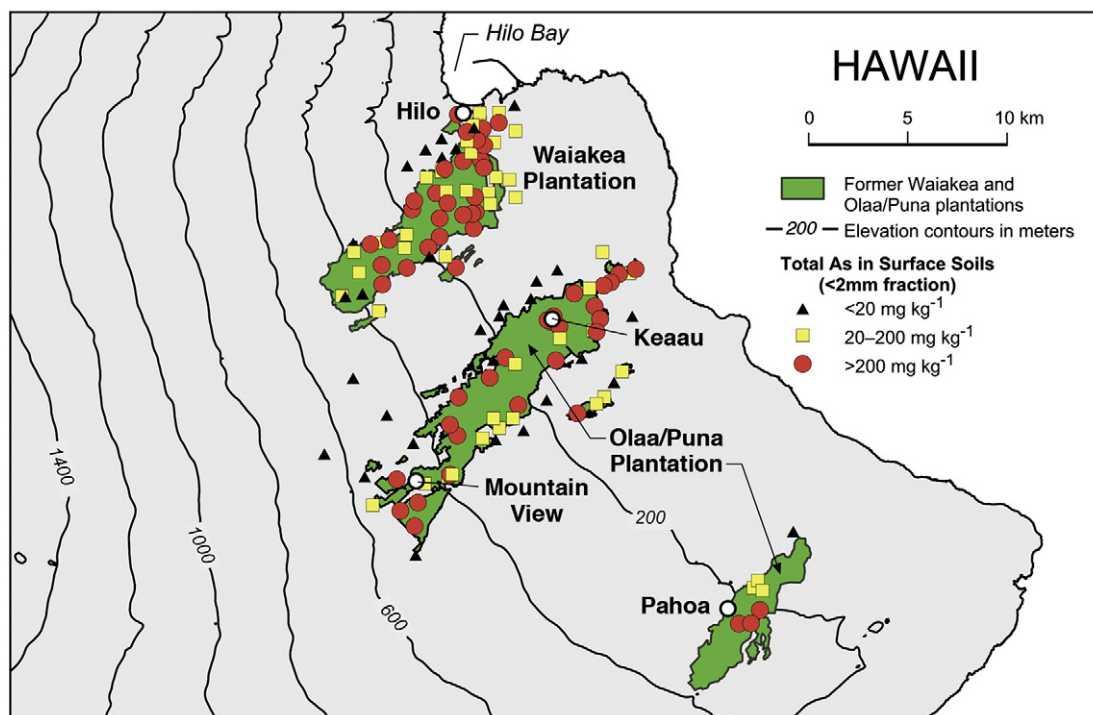 Hilo Bay
HAWAII
Hilo
0 5 10 km
Waiakea
Plantation
Former Waiakea and
Olaa/Puna plantations
200 Elevation contours in meters
Total As in Surface Soils
(<2mm fraction)
<20 mg kg-1
20–200 mg kg-1
>200 mg kg-1
Keaau
Olaa/Puna
Plantation
Mountain
View
1400
1000
600
200
Pahoa